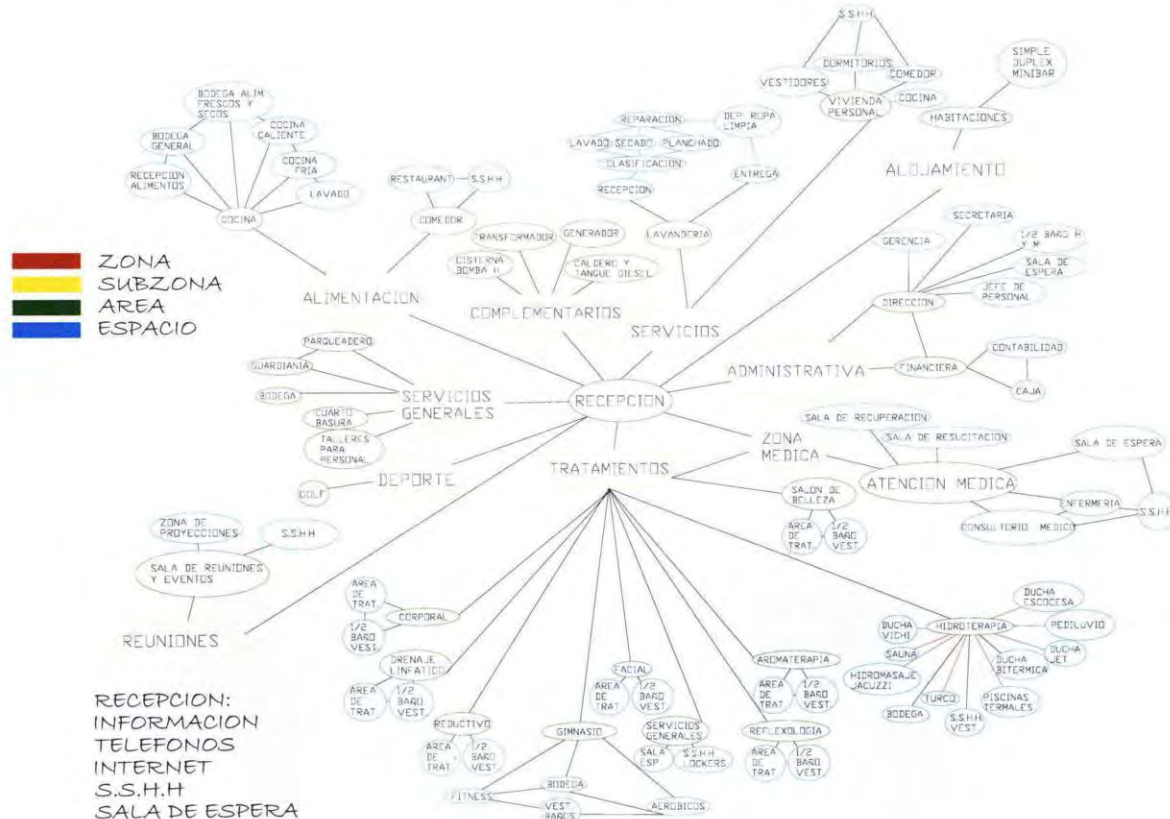 S.S.H.H
DORMITORIOS
VESTIDORES
COMEDOR
VIVIENDA
PERSONAL
COCINA
SIMPLE
DUPLEX
MINIBAR
HABITACIONES
ALOJAMIENTO
BODEGA ALIM
FRESCOS Y
SECOS
BODEGA
GENERAL
COCINA
CALIENTE
RECEPCION
ALIMENTOS
COCINA
FRIA
LAVADO
COCINA
RESTAURANT
S.S.H.H
COMEDOR
REPARACION
DEP. ROPA
LIMPIA
LAVADO
SECADO
PLANCHADO
CLASIFICACION
RECEPCION
ENTREGA
LAVANDERIA
TRANSFORMADOR
GENERADOR
CISTERNA
BOMBA H.
CALDERO Y
TANQUE DIESEL
SECRETARIA
GERENCIA
1/2 BAÑO H
Y M
SALA DE
ESPERA
JEFE DE
PERSONAL
DIRECCION
ZONA
SUBZONA
AREA
ESPACIO
ALIMENTACION
COMPLEMENTARIOS
SERVICIOS
PARQUEADERO
GUARDIANIA
BODEGA
CUARTO
BASURA
TALLERES
PARA
PERSONAL
SERVICIOS
GENERALES
RECEPCION
ADMINISTRATIVA
FINANCIERA
CONTABILIDAD
CAJA
ZONA
MEDICA
SALA DE RECUPERACION
SALA DE RESUCITACION
SALA DE ESPERA
ATENCION MEDICA
ENFERMERIA
CONSULTORIO MEDICO
S.S.H.H
TRATAMIENTOS
DEPORTE
GOLF
SALON DE
BELLEZA
AREA
DE
TRAT.
1/2
BAÑO
VEST.
ZONA DE
PROYECCIONES
S.S.H.H
SALA DE REUNIONES
Y EVENTOS
REUNIONES
AREA
DE
TRAT.
1/2
BAÑO
VEST.
CORPORAL
DRENAJE
LINFATICO
AREA
DE
TRAT
1/2
BAÑO
VEST.
REDUCTIVO
AREA
DE
TRAT.
1/2
BAÑO
VEST.
GIMNASIO
BODEGA
FITNESS
VEST
BAÑOS
AEROBICOS
FACIAL
AREA
DE
TRAT
1/2
BAÑO
VEST.
SERVICIOS
GENERALES
SALA
ESP.
S.S.H.H
LOCKERS
AROMATERAPIA
AREA
DE
TRAT.
1/2
BAÑO
VEST.
REFLEXOLOGIA
AREA
DE
TRAT.
1/2
BAÑO
VEST.
DUCHA
ESCOCESA
DUCHA
VICHI
HIDROTERAPIA
PEDILUVIO
SAUNA
DUCHA
JET
HIDROMASAJE
JACUZZI
DUCHA
BITERMICA
TURCO
PISCINAS
TERMALES
BODEGA
S.S.H.H
VEST.
RECEPCION:
INFORMACION
TELEFONOS
INTERNET
S.S.H.H
SALA DE ESPERA